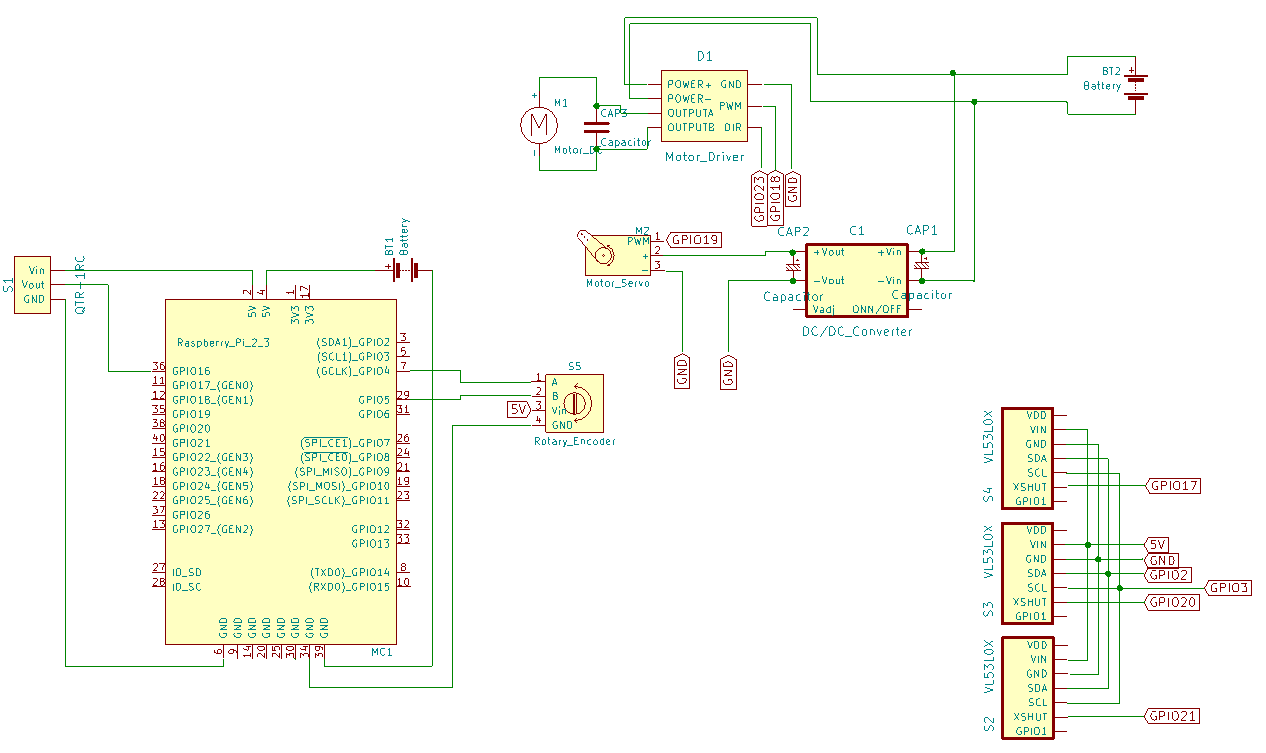 D1
POWER+ GND
POWER-
PWM
OUTPUTA
OUTPUTB DIR
Motor_Driver
M1
+
-
M
Motor_DC
CAP3
Capacitor
GPIO23
GPIO18
GND
BT2
Battery
+
M2
PWM 1
+ 2
- 3
Motor_Servo
GPIO19
GND
CAP2
C1
CAP1
+Vout +Vin
-Vout -Vin
Vadj ONN/OFF
Capacitor
Capacitor
DC/DC_Converter
GND
S1
Vin
Vout
GND
QTR-1RC
BT1
Battery
+
2 4 1 17
5V 5V 3V3 3V3
Raspberry_Pi_2_3
(SDA1)_GPIO2 3
(SCL1)_GPIO3 5
36 GPIO16 (GCLK)_GPIO4 7
11 GPIO17_(GEN0)
12 GPIO18_(GEN1) GPIO5 29
35 GPIO19 GPIO6 31
38 GPIO20
40 GPIO21 (SPI_CE1)_GPIO7 26
15 GPIO22_(GEN3) (SPI_CE0)_GPIO8 24
16 GPIO23_(GEN4) (SPI_MISO)_GPIO9 21
18 GPIO24_(GEN5) (SPI_MOSI)_GPIO10 19
22 GPIO25_(GEN6) (SPI_SCLK)_GPIO11 23
37 GPIO26
13 GPIO27_(GEN2) GPIO12 32
GPIO13 33
27 ID_SD (TXD0)_GPIO14 8
28 ID_SC (RXD0)_GPIO15 10
GND GND GND GND GND GND GND GND
6 9 14 20 25 30 34 39
MC1
S5
1 A
2 B
3 Vin
4 GND
5V
Rotary_Encoder
VL53L0X
S4
VDD
VIN
GND
SDA
SCL
XSHUT
GPIO1
GPIO17
VL53L0X
S3
VDD
VIN
GND
SDA
SCL
XSHUT
GPIO1
5V
GND
GPIO2
GPIO3
GPIO20
VL53L0X
S2
VDD
VIN
GND
SDA
SCL
XSHUT
GPIO1
GPIO21